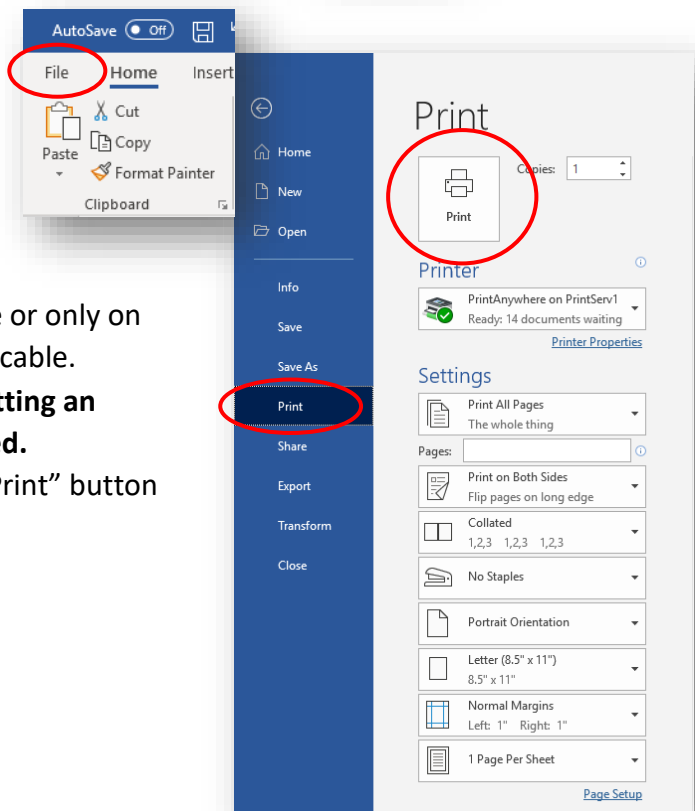 AutoSave Off
File Home Insert
Cut
Copy
Paste
Format Painter
Clipboard
or only on
cable.
tting an
ed.
rint” button
Home
New
Open
Info
Save
Save As
Print
Share
Export
Transform
Close
Print
Copies: 1
Print
Printer
PrintAnywhere on PrintServ1
Ready: 14 documents waiting
Printer Properties
Settings
Print All Pages
The whole thing
Pages:
Print on Both Sides
Flip pages on long edge
Collated
1,2,3 1,2,3 1,2,3
No Staples
Portrait Orientation
Letter (8.5" x 11")
8.5" x 11"
Normal Margins
Left: 1" Right: 1"
1 Page Per Sheet
Page Setup